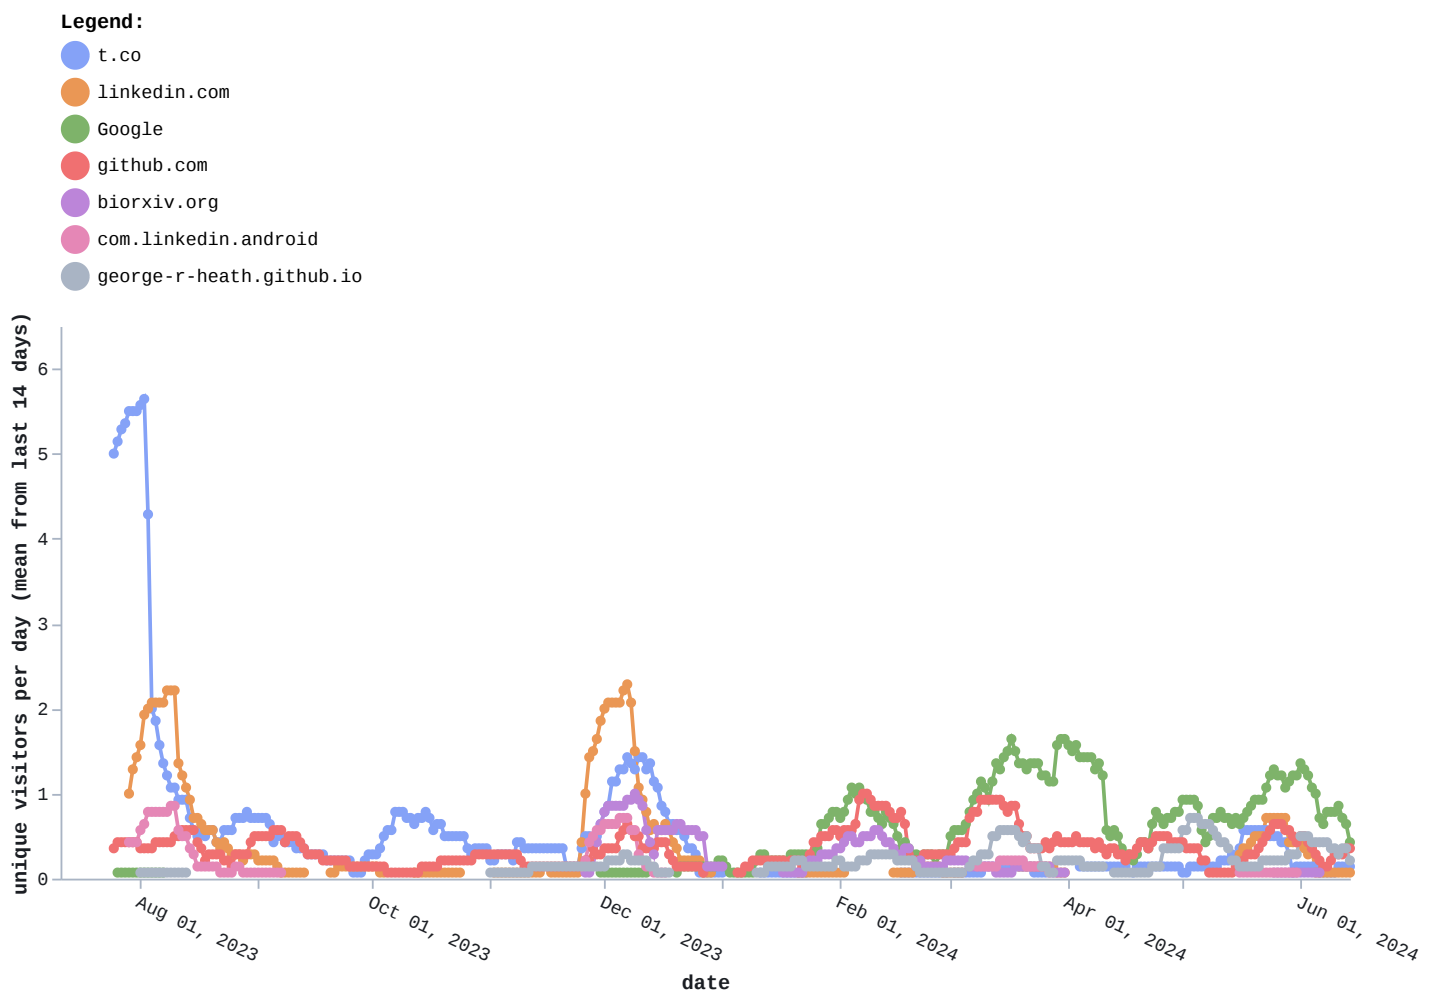 Legend:
t.co
linkedin.com
Google
github.com
biorxiv.org
com.linkedin.android
george-r-heath.github.io
unique visitors per day (mean from last 14 days)
6
5
4
3
2
1
0
Aug 01, 2023
Oct 01, 2023
Dec 01, 2023
Feb 01, 2024
Apr 01, 2024
Jun 01, 2024
date